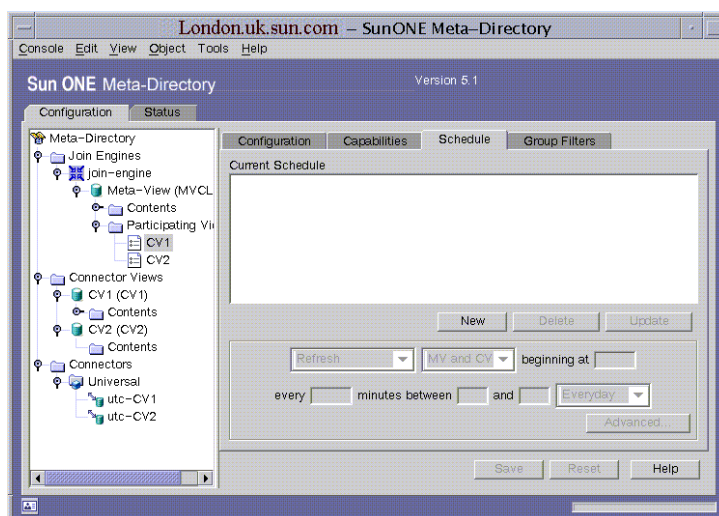 London.uk.sun.com – SunONE Meta–Directory
Console Edit View Object Tools Help
Sun ONE Meta-Directory
Version 5.1
Configuration Status
Meta-Directory
Join Engines
join-engine
Meta-View (MVCL
Contents
Participating Vi
CV1
CV2
Connector Views
CV1 (CV1)
Contents
CV2 (CV2)
Contents
Connectors
Universal
utc-CV1
utc-CV2
Configuration Capabilities Schedule Group Filters
Current Schedule
New Delete Update
Refresh MV and CV beginning at
every minutes between and Everyday
Advanced...
Save Reset Help